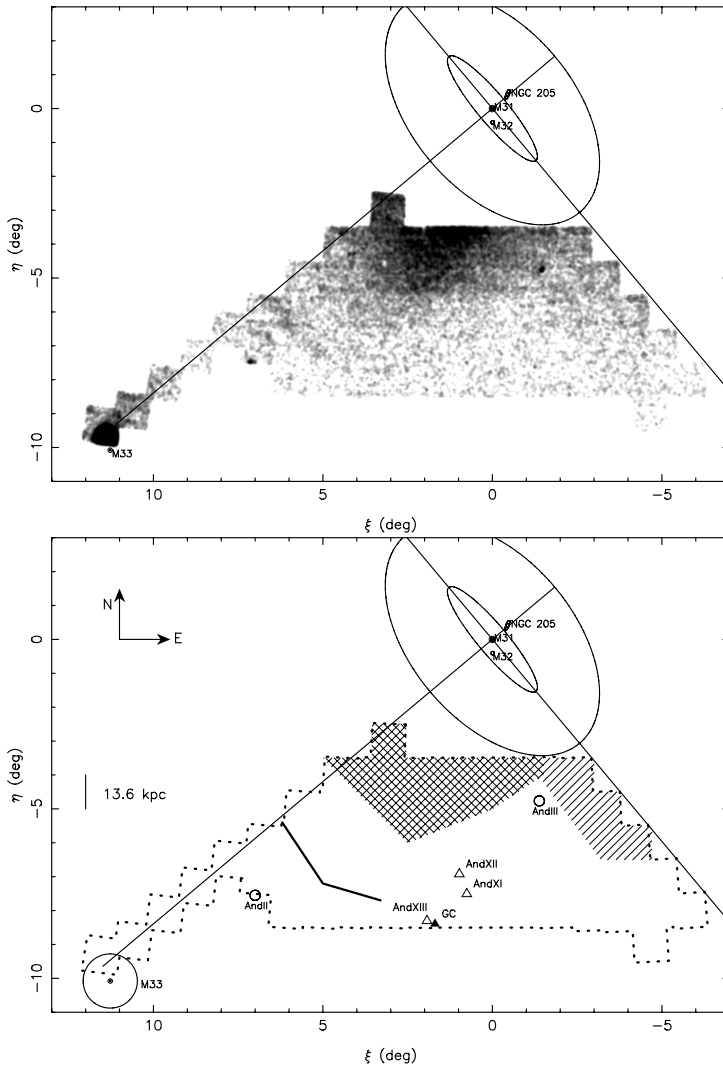 0
−5
−10
η (deg)
NGC 205
M31
M32
M33
10
5
0
−5
ξ (deg)
N
E
0
−5
−10
η (deg)
13.6 kpc
NGC 205
M31
M32
AndIII
AndXII
AndXI
AndXIII
GC
AndII
M33
10
5
0
−5
ξ (deg)